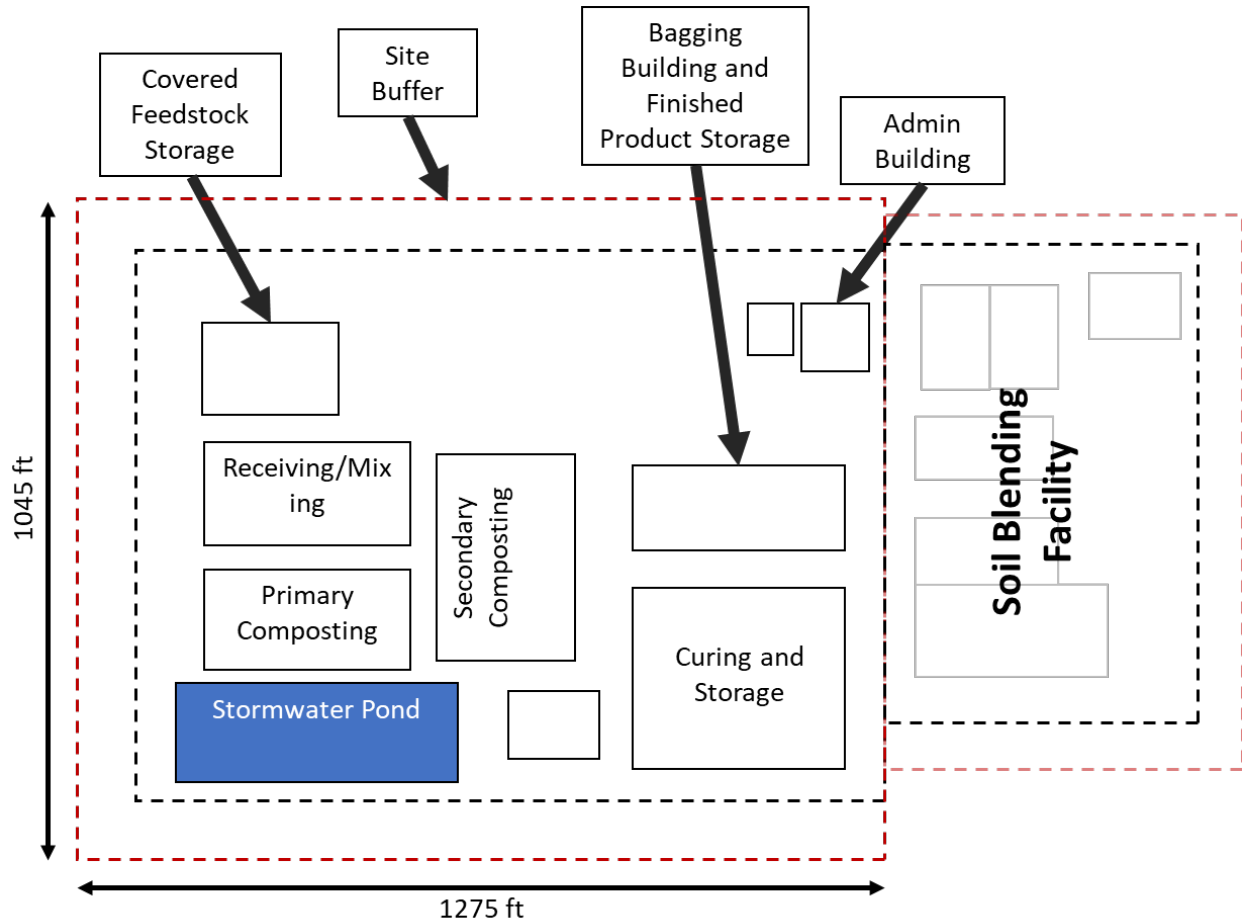 Covered
Feedstock
Storage
Site
Buffer
Bagging
Building and
Finished
Product Storage
Admin
Building
1045 ft
Receiving/Mix
ing
Primary
Composting
Secondary
Composting
Stormwater Pond
Curing and
Storage
Soil Blending
Facility
1275 ft